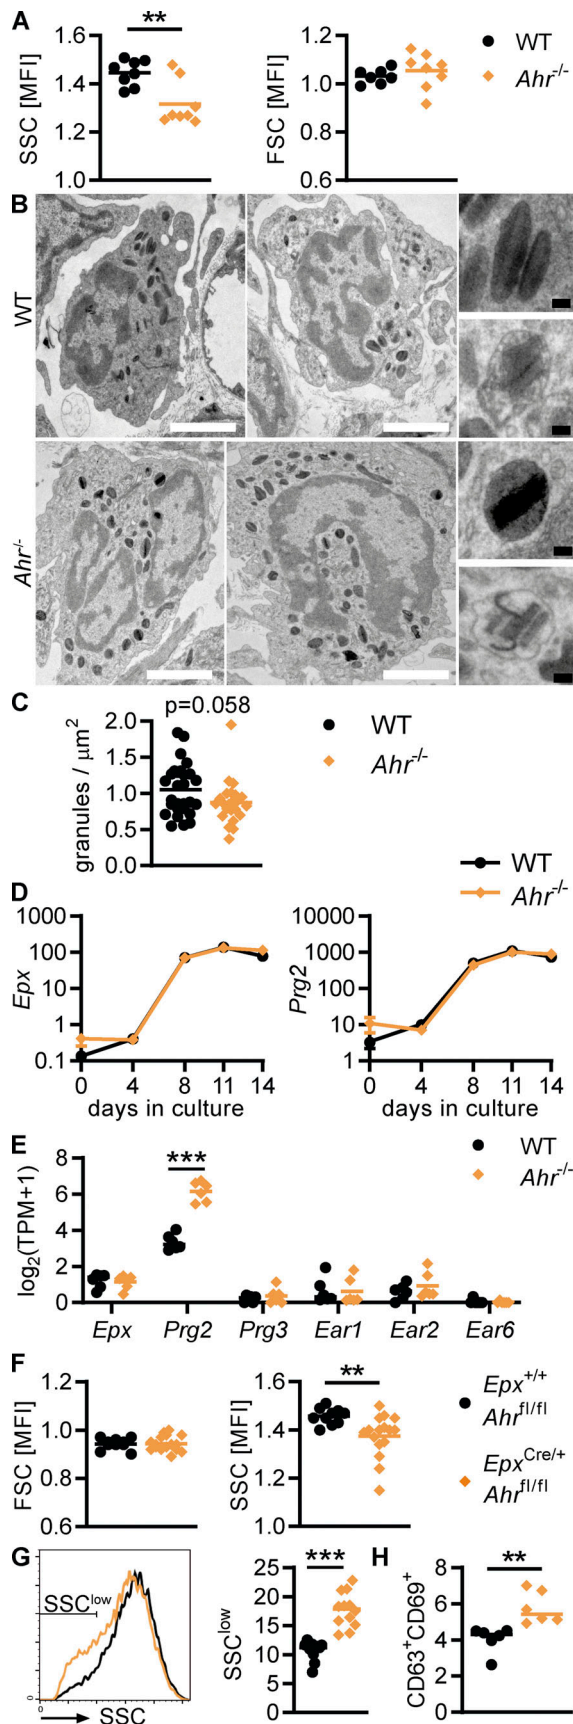 A
**
SSC [MFI]
1.6
1.4
1.2
1.0
FSC [MFI]
1.2
1.0
0.8
0.6
WT
Ahr-/-
B
WT
Ahr-/-
C
p=0.058
granules / μm2
2.0
1.5
1.0
0.5
0.0
WT
Ahr-/-
WT
Ahr-/-
D
Epx
1000
100
10
1
0.1
0 4 8 11 14
days in culture
Prg2
10000
1000
100
10
1
0 4 8 11 14
days in culture
E
WT
Ahr-/-
log2(TPM+1)
8
6
4
2
0
***
Epx Prg2 Prg3 Ear1 Ear2 Ear6
F
FSC [MFI]
1.2
1.0
0.8
0.6
SSC [MFI]
1.6
1.4
1.2
1.0
**
Epx+/+
Ahrfl/fl
EpxCre/+
Ahrfl/fl
G
SSClow
0
SSC
SSClow
25
20
15
10
5
0
***
H
CD63+CD69+
8
6
4
2
0
**